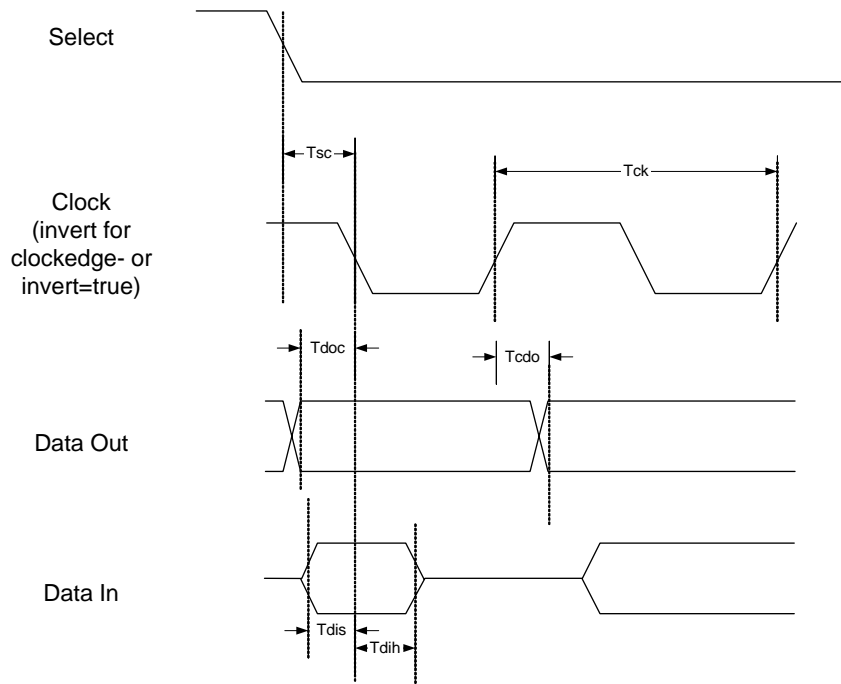 Select
Tsc
Tck
Clock
(invert for
clockedge- or
invert=true)
Tdoc
Tcdo
Data Out
Data In
Tdis
Tdih